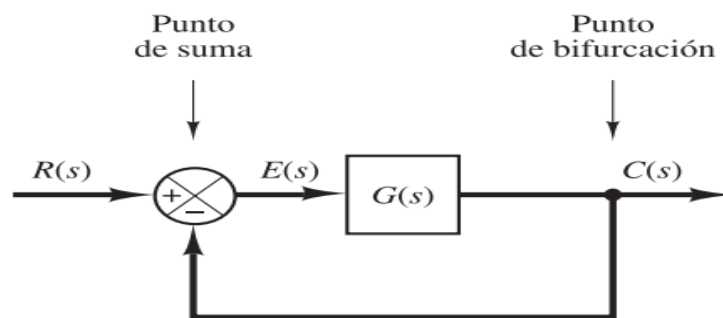 Punto
de suma
Punto
de bifurcación
R(s)
+
−
E(s)
G(s)
C(s)